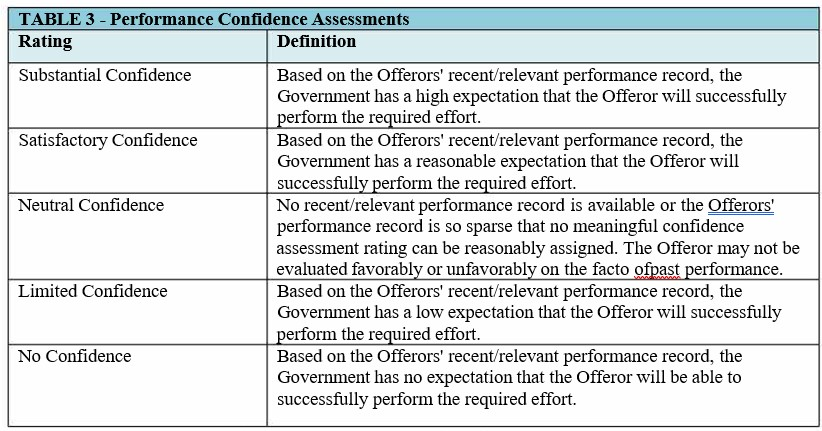 TABLE 3 - Performance Confidence Assessments
Rating
Definition
Substantial Confidence
Based on the Offerors' recent/relevant performance record, the
Government has a high expectation that the Offeror will successfully
perform the required effort.
Satisfactory Confidence
Based on the Offerors' recent/relevant performance record, the
Government has a reasonable expectation that the Offeror will
successfully perform the required effort.
Neutral Confidence
No recent/relevant performance record is available or the Offerors'
performance record is so sparse that no meaningful confidence
assessment rating can be reasonably assigned. The Offeror may not be
evaluated favorably or unfavorably on the facto ofpast performance.
Limited Confidence
Based on the Offerors' recent/relevant performance record, the
Government has a low expectation that the Offeror will successfully
perform the required effort.
No Confidence
Based on the Offerors' recent/relevant performance record, the
Government has no expectation that the Offeror will be able to
successfully perform the required effort.